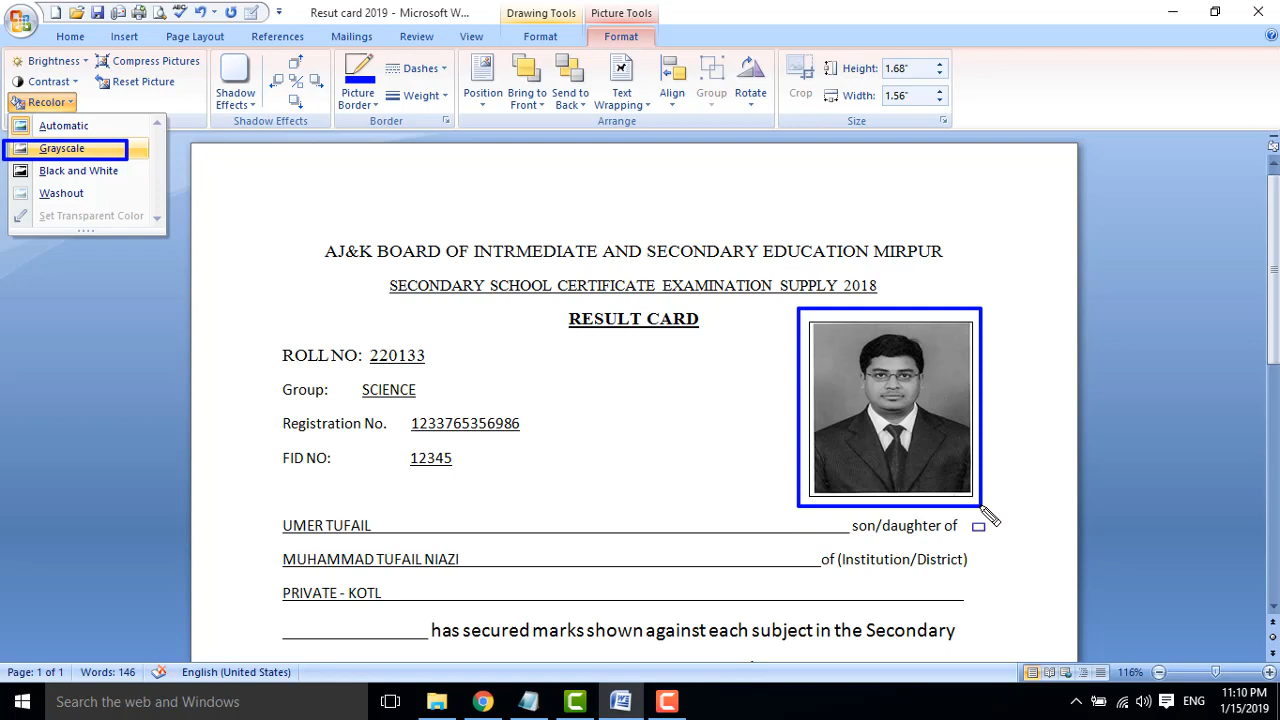 Resut card 2019 - Microsoft W...
Drawing Tools
Picture Tools
Home
Insert
Page Layout
References
Mailings
Review
View
Format
Format
Brightness
Compress Pictures
Contrast
Reset Picture
Recolor
Shadow Effects
Shadow Effects
Picture Border
Dashes
Weight
Border
Position
Bring to Front
Send to Back
Text Wrapping
Align
Group
Rotate
Arrange
Crop
Height: 1.68"
Width: 1.56"
Size
Automatic
Grayscale
Black and White
Washout
Set Transparent Color
AJ&K BOARD OF INTRMEDIATE AND SECONDARY EDUCATION MIRPUR
SECONDARY SCHOOL CERTIFICATE EXAMINATION SUPPLY 2018
RESULT CARD
ROLL NO: 220133
Group: SCIENCE
Registration No. 1233765356986
FID NO: 12345
UMER TUFAIL son/daughter of
MUHAMMAD TUFAIL NIAZI of (Institution/District)
PRIVATE - KOTL
has secured marks shown against each subject in the Secondary
Page: 1 of 1
Words: 146
English (United States)
116%
Search the web and Windows
ENG
11:10 PM
1/15/2019